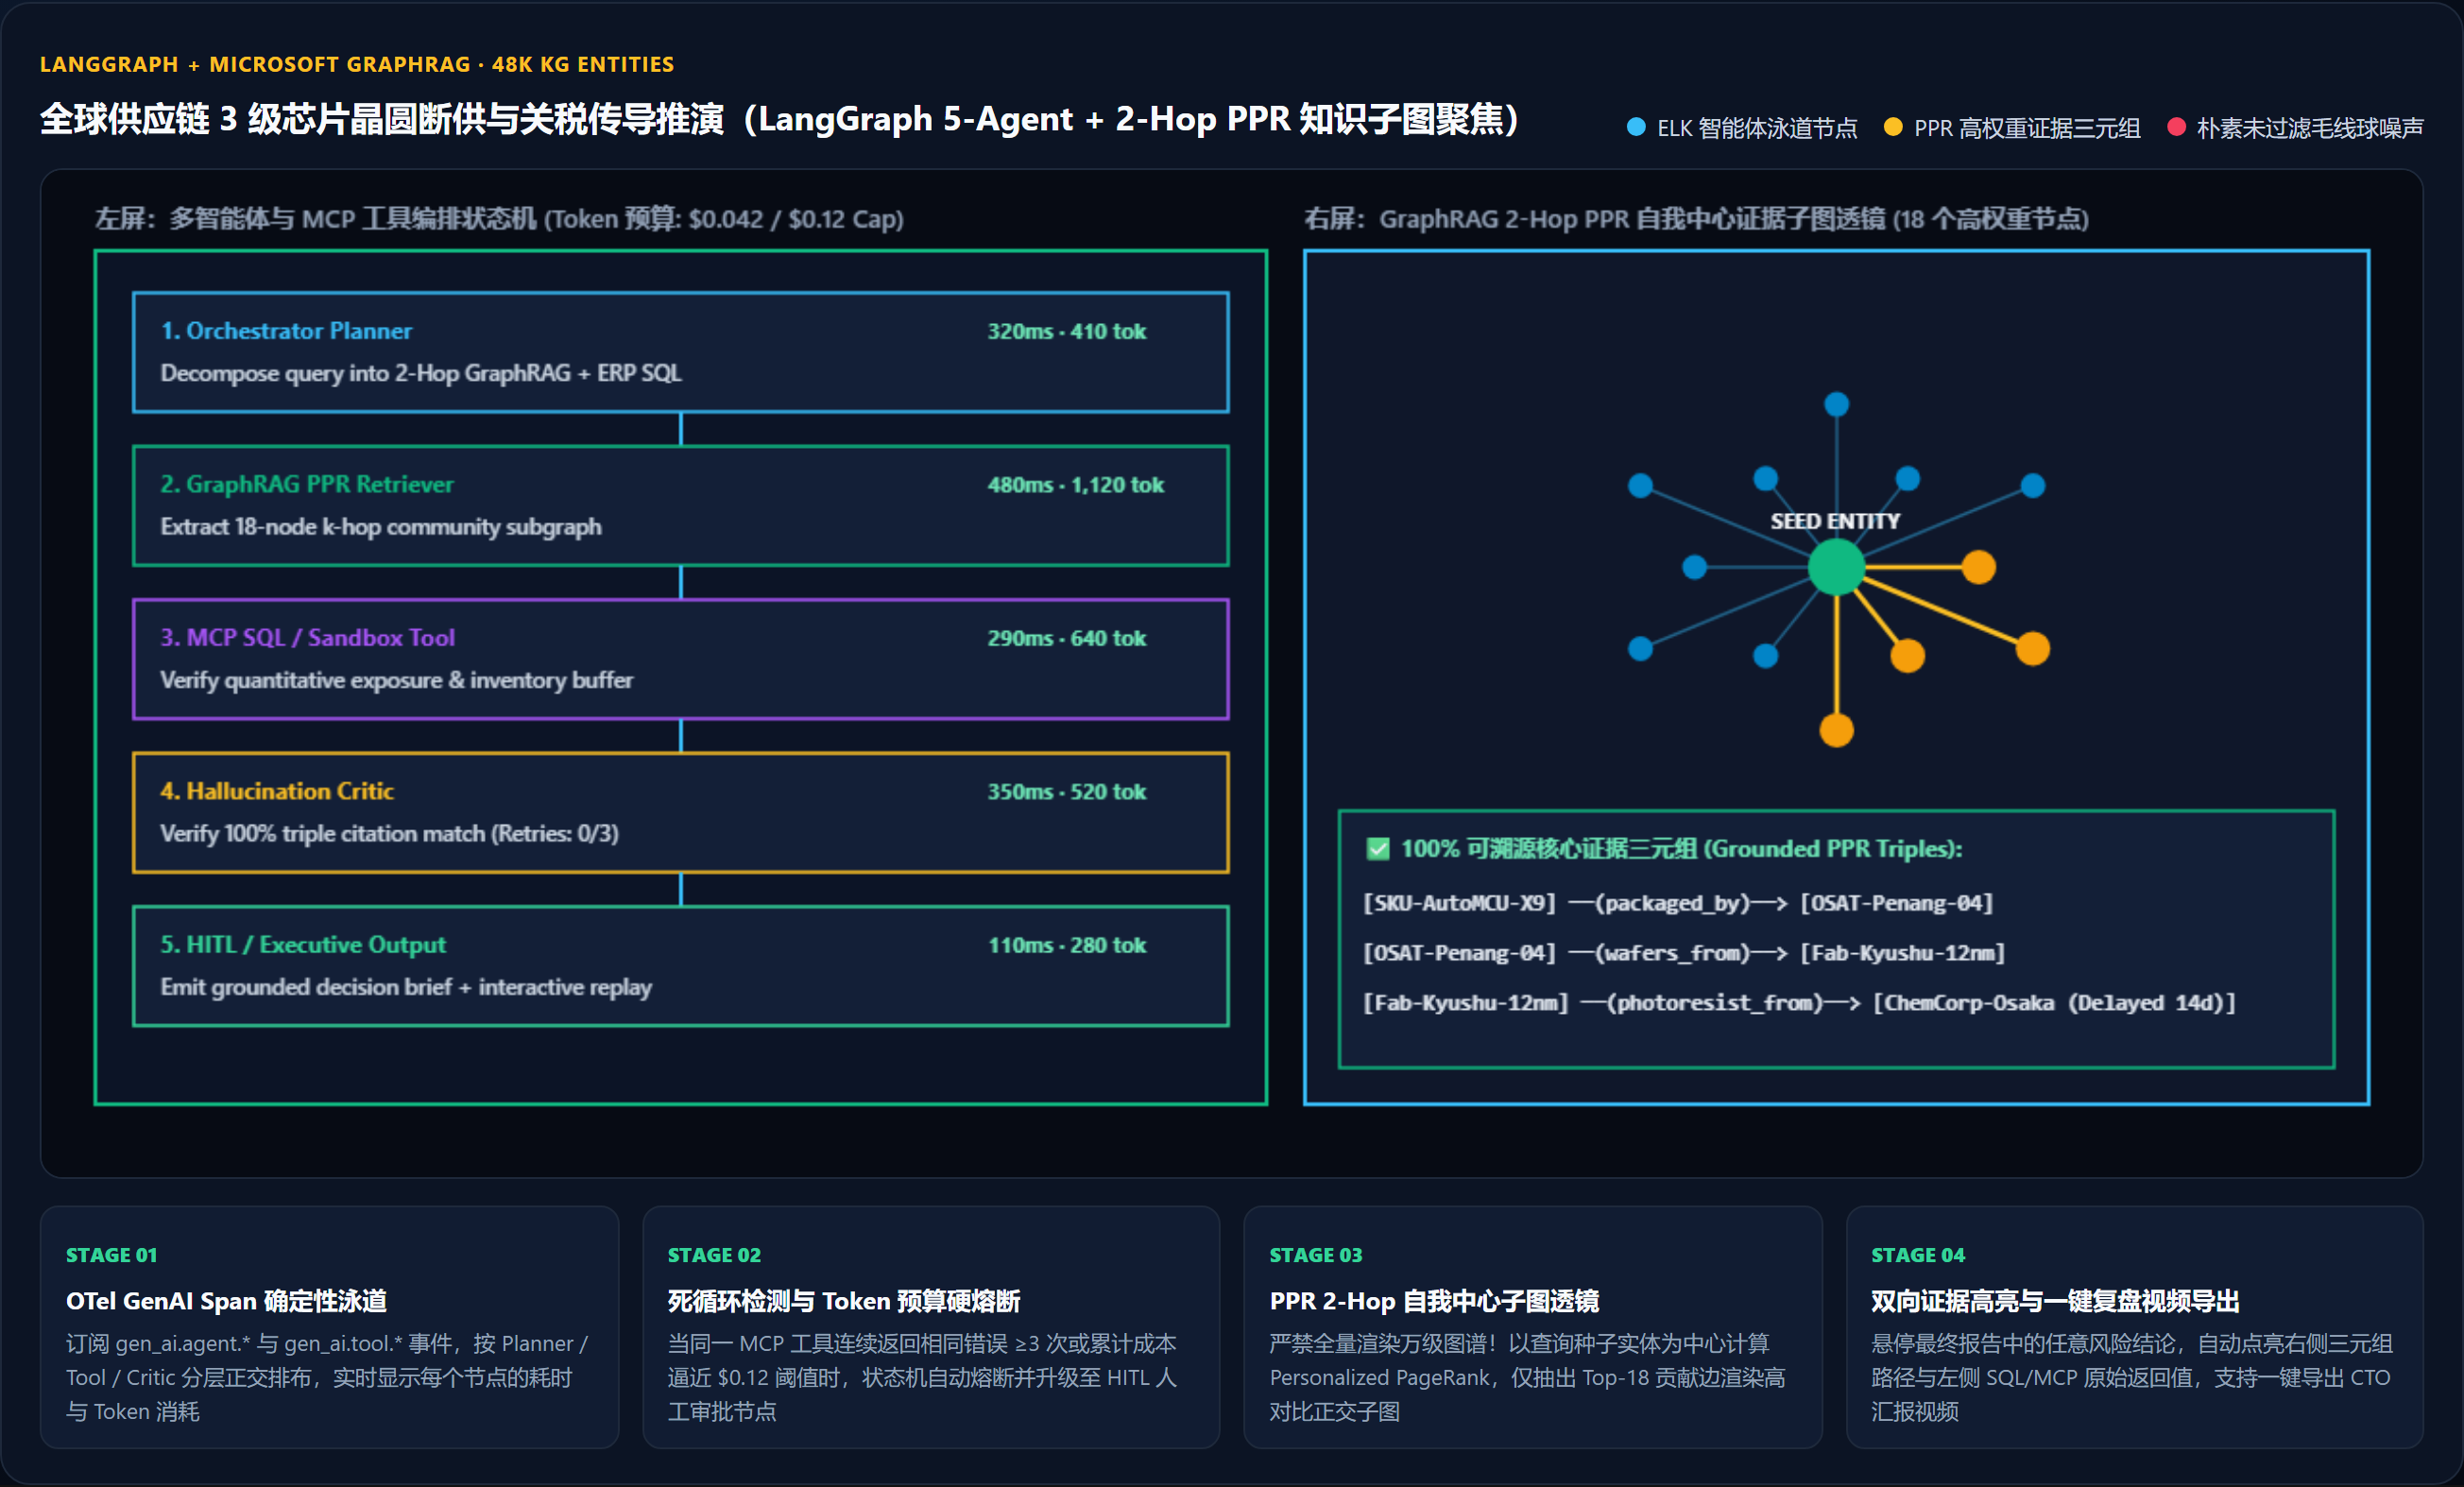 LANGGRAPH + MICROSOFT GRAPHRAG · 48K KG ENTITIES
全球供应链 3 级芯片晶圆断供与关税传导推演（LangGraph 5-Agent + 2-Hop PPR 知识子图聚焦）
ELK 智能体泳道节点
PPR 高权重证据三元组
朴素未过滤毛线球噪声
左屏：多智能体与 MCP 工具编排状态机 (Token 预算: $0.042 / $0.12 Cap)
1. Orchestrator Planner
320ms · 410 tok
Decompose query into 2-Hop GraphRAG + ERP SQL
2. GraphRAG PPR Retriever
480ms · 1,120 tok
Extract 18-node k-hop community subgraph
3. MCP SQL / Sandbox Tool
290ms · 640 tok
Verify quantitative exposure & inventory buffer
4. Hallucination Critic
350ms · 520 tok
Verify 100% triple citation match (Retries: 0/3)
5. HITL / Executive Output
110ms · 280 tok
Emit grounded decision brief + interactive replay
右屏：GraphRAG 2-Hop PPR 自我中心证据子图透镜 (18 个高权重节点)
SEED ENTITY
✅ 100% 可溯源核心证据三元组 (Grounded PPR Triples):
[SKU-AutoMCU-X9] ──(packaged_by)──> [OSAT-Penang-04]
[OSAT-Penang-04] ──(wafers_from)──> [Fab-Kyushu-12nm]
[Fab-Kyushu-12nm] ──(photoresist_from)──> [ChemCorp-Osaka (Delayed 14d)]
STAGE 01
OTel GenAI Span 确定性泳道
订阅 gen_ai.agent.* 与 gen_ai.tool.* 事件，按 Planner /
Tool / Critic 分层正交排布，实时显示每个节点的耗时
与 Token 消耗
STAGE 02
死循环检测与 Token 预算硬熔断
当同一 MCP 工具连续返回相同错误 ≥3 次或累计成本
逼近 $0.12 阈值时，状态机自动熔断并升级至 HITL 人
工审批节点
STAGE 03
PPR 2-Hop 自我中心子图透镜
严禁全量渲染万级图谱！以查询种子实体为中心计算
Personalized PageRank，仅抽出 Top-18 贡献边渲染高
对比正交子图
STAGE 04
双向证据高亮与一键复盘视频导出
悬停最终报告中的任意风险结论，自动点亮右侧三元组
路径与左侧 SQL/MCP 原始返回值，支持一键导出 CTO
汇报视频